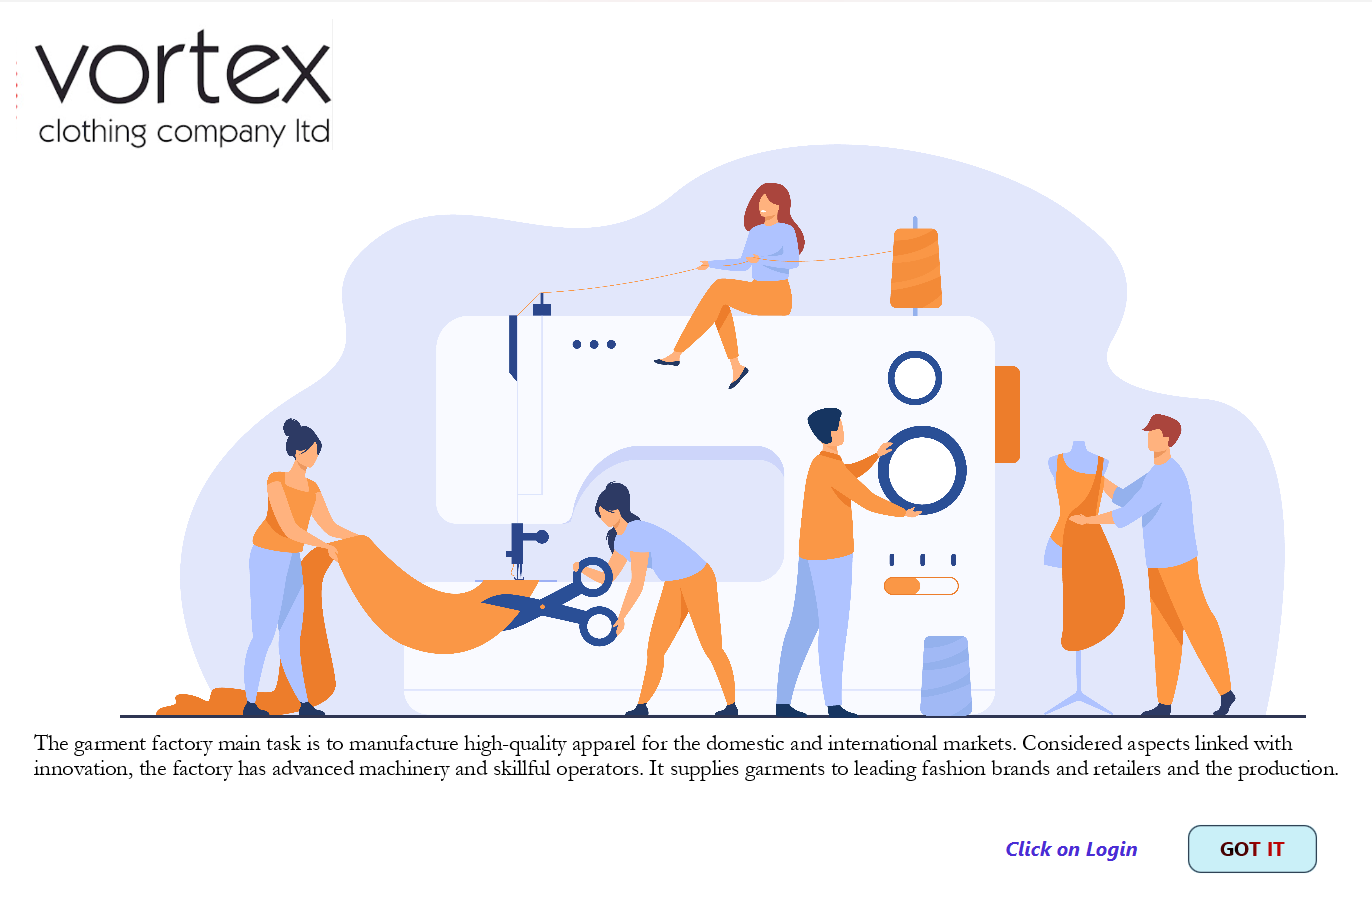 vortex
clothing company ltd
The garment factory main task is to manufacture high-quality apparel for the domestic and international markets. Considered aspects linked with
innovation, the factory has advanced machinery and skillful operators. It supplies garments to leading fashion brands and retailers and the production.
Click on Login
GOT IT